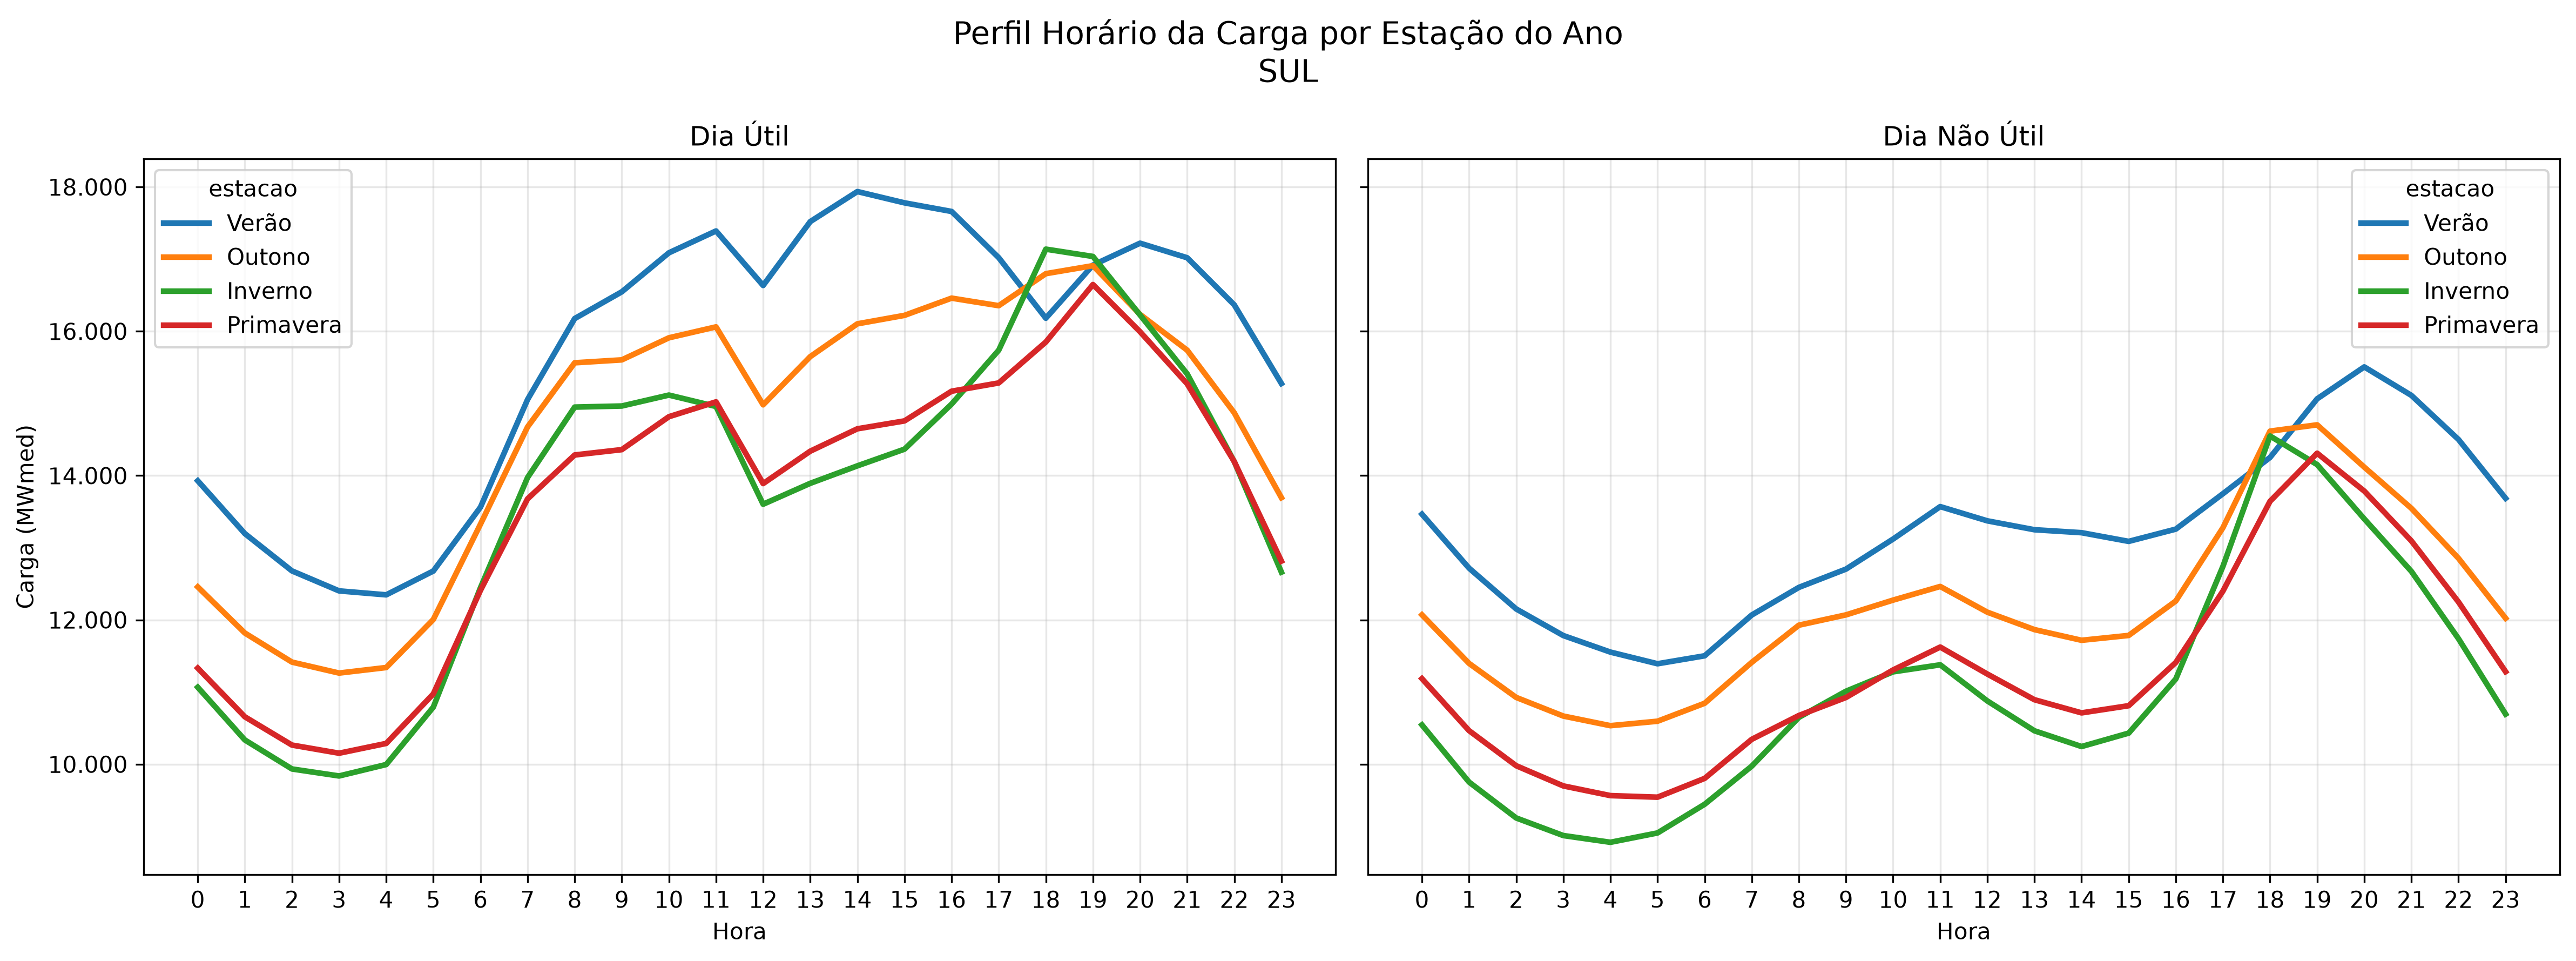 Perfil Horário da Carga por Estação do Ano
SUL
Dia Útil
Dia Não Útil
18.000
16.000
14.000
12.000
10.000
Carga (MWmed)
estacao
Verão
Outono
Inverno
Primavera
estacao
Verão
Outono
Inverno
Primavera
0 1 2 3 4 5 6 7 8 9 10 11 12 13 14 15 16 17 18 19 20 21 22 23
0 1 2 3 4 5 6 7 8 9 10 11 12 13 14 15 16 17 18 19 20 21 22 23
Hora
Hora